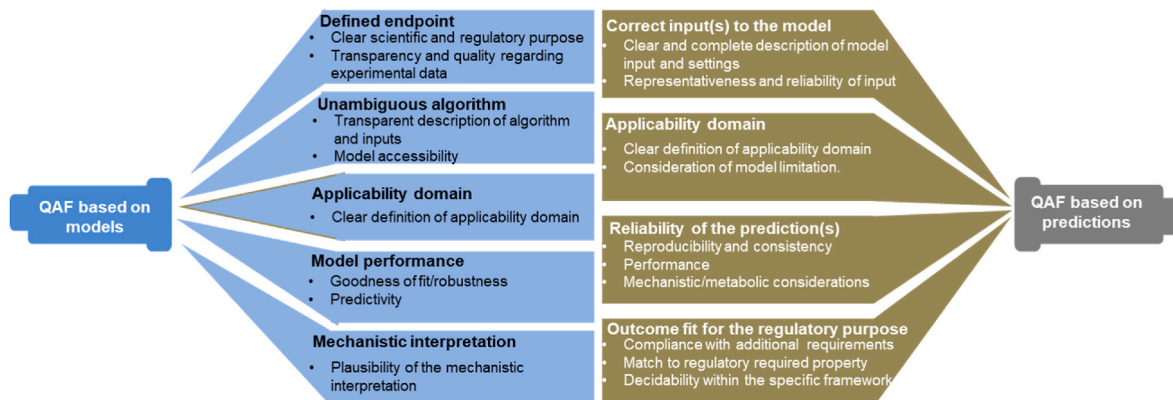 QAF based on
models
Defined endpoint
• Clear scientific and regulatory purpose
• Transparency and quality regarding
experimental data
Unambiguous algorithm
• Transparent description of algorithm
and inputs
• Model accessibility
Applicability domain
• Clear definition of applicability domain
Model performance
• Goodness of fit/robustness
• Predictivity
Mechanistic interpretation
• Plausibility of the mechanistic
interpretation
Correct input(s) to the model
• Clear and complete description of model
input and settings
• Representativeness and reliability of input
Applicability domain
• Clear definition of applicability domain
• Consideration of model limitation.
Reliability of the prediction(s)
• Reproducibility and consistency
• Performance
• Mechanistic/metabolic considerations
Outcome fit for the regulatory purpose
• Compliance with additional requirements
• Match to regulatory required property
• Decidability within the specific framework
QAF based on
predictions